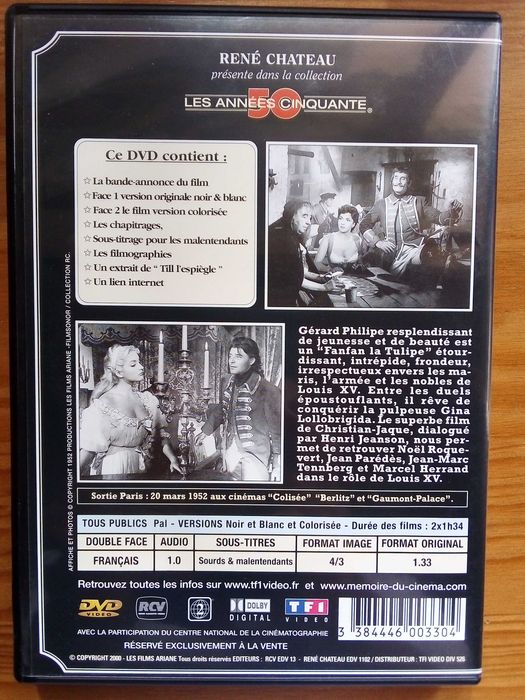 RENÉ CHATEAU
présente dans la collection
LES ANNÉES CINQUANTE®
50
Ce DVD contient :
☆ La bande-annonce du film
☆ Face 1 version originale noir & blanc
☆ Face 2 le film version colorisée
☆ Les chapitrages,
Sous-titrage pour les malentendants
☆ Les filmographies
☆ Un extrait de " Till l'espiègle "
☆ Un lien internet
AFFICHE ET PHOTOS © COPYRIGHT 1952 PRODUCTIONS LES FILMS ARIANE -FILMSONOR / COLLECTION RC.
Gérard Philipe resplendissant
de jeunesse et de beauté est
un "Fanfan la Tulipe" étour-
dissant, intrépide, frondeur,
irrespectueux envers les ma-
ris, l'armée et les nobles de
Louis XV. Entre les duels
époustouflants, il rêve de
conquérir la pulpeuse Gina
Lollobrigida. Le superbe film
de Christian-Jaque, dialogué
par Henri Jeanson, nous per-
met de retrouver Noël Roque-
vert, Jean Parédès, Jean-Marc
Tennberg et Marcel Herrand
dans le rôle de Louis XV.
Sortie Paris : 20 mars 1952 aux cinémas "Colisée" "Berlitz" et "Gaumont-Palace".
TOUS PUBLICS Pal - VERSIONS Noir et Blanc et Colorisée - Durée des films : 2x1h34
DOUBLE FACE AUDIO SOUS-TITRES FORMAT IMAGE FORMAT ORIGINAL
FRANÇAIS 1.0 Sourds & malentendants 4/3 1.33
Retrouvez toutes les infos sur www.tf1video.fr et www.memoire-du-cinema.com
DVD VIDEO RCV 2 DOLBY DIGITAL TF1 VIDEO
3 384446 003304
AVEC LA PARTICIPATION DU CENTRE NATIONAL DE LA CINÉMATOGRAPHIE
RÉSERVÉ EXCLUSIVEMENT À LA VENTE
© COPYRIGHT 2000 - LES FILMS ARIANE Tous droits réservés EDITEURS : RCV EDV 13 - RENÉ CHATEAU EDV 1102 / DISTRIBUTEUR : TF1 VIDEO DIV 525